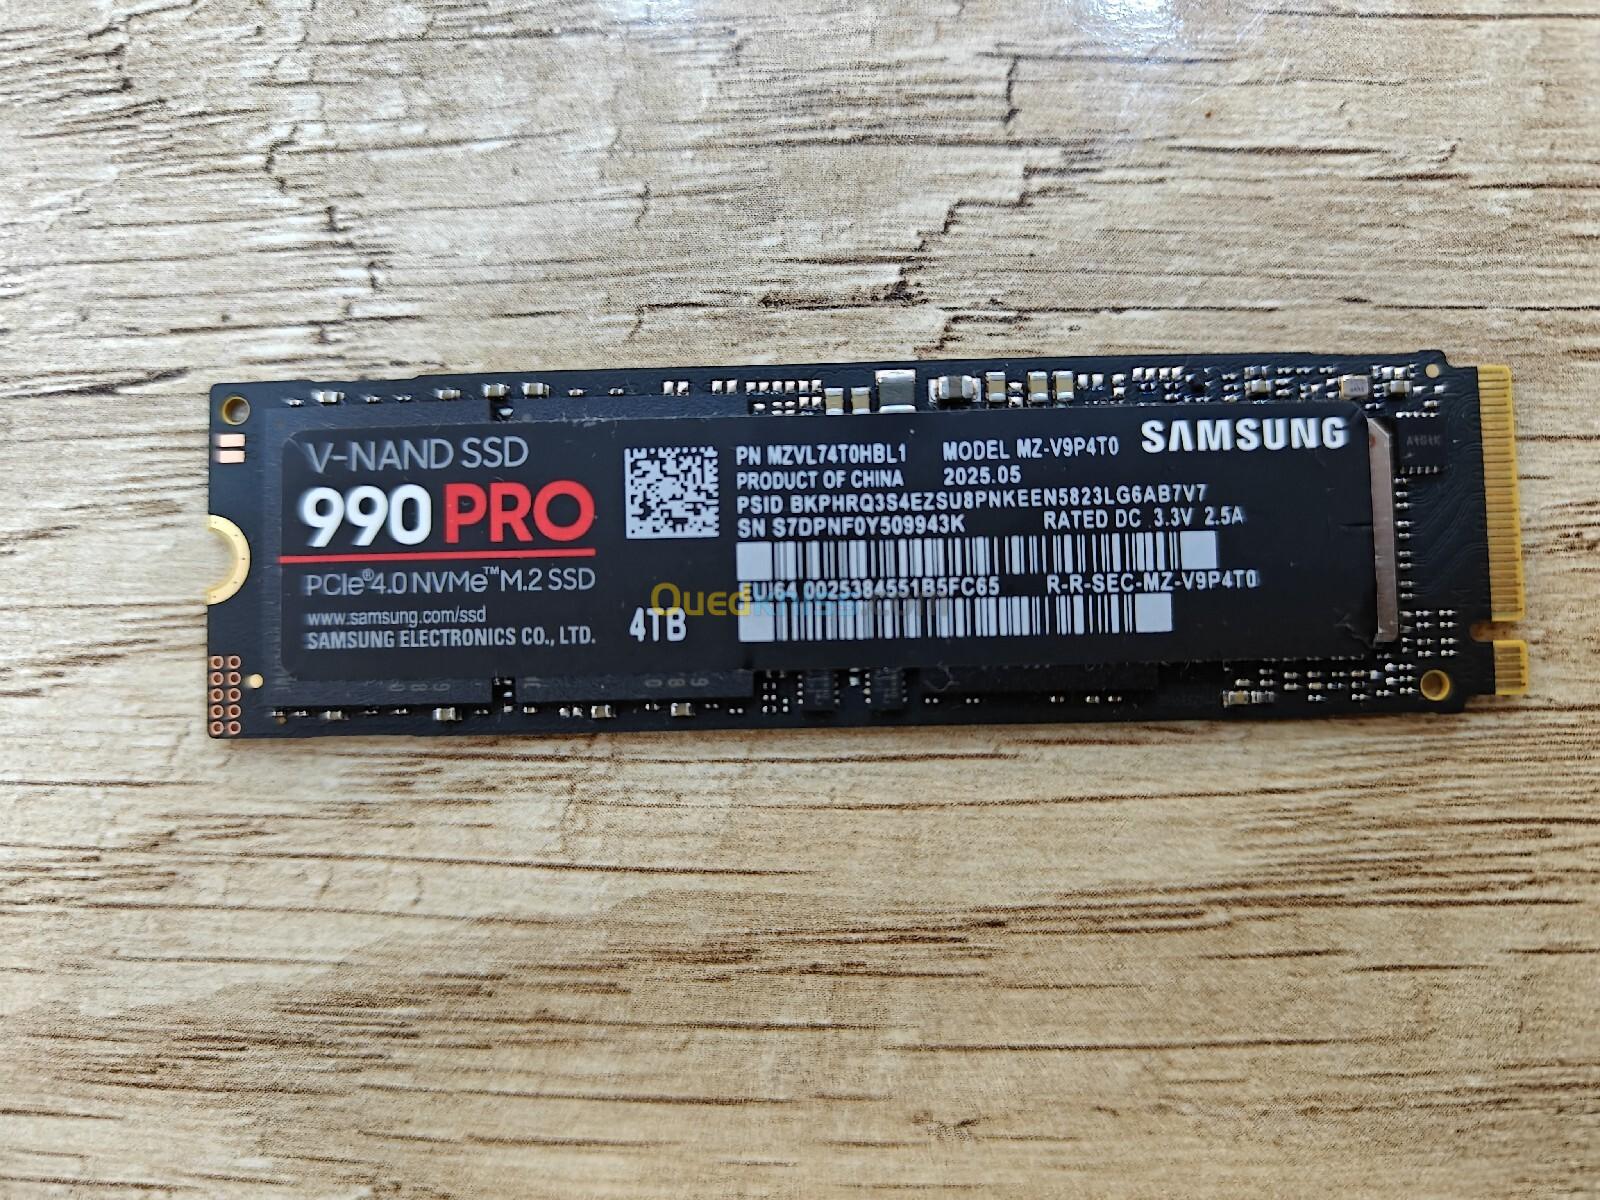 V-NAND SSD
990 PRO
PCIe®4.0 NVMe™ M.2 SSD
www.samsung.com/ssd
SAMSUNG ELECTRONICS CO., LTD.
4TB
PN MZVL74T0HBL1 MODEL MZ-V9P4T0
SAMSUNG
PRODUCT OF CHINA 2025.05
PSID BKPHRQ3S4EZSU8PNKEEN5823LG6AB7V7
SN S7DPNF0Y509943K RATED DC 3.3V 2.5A
EUI64 0025384551B5FC65 R-R-SEC-MZ-V9P4T0